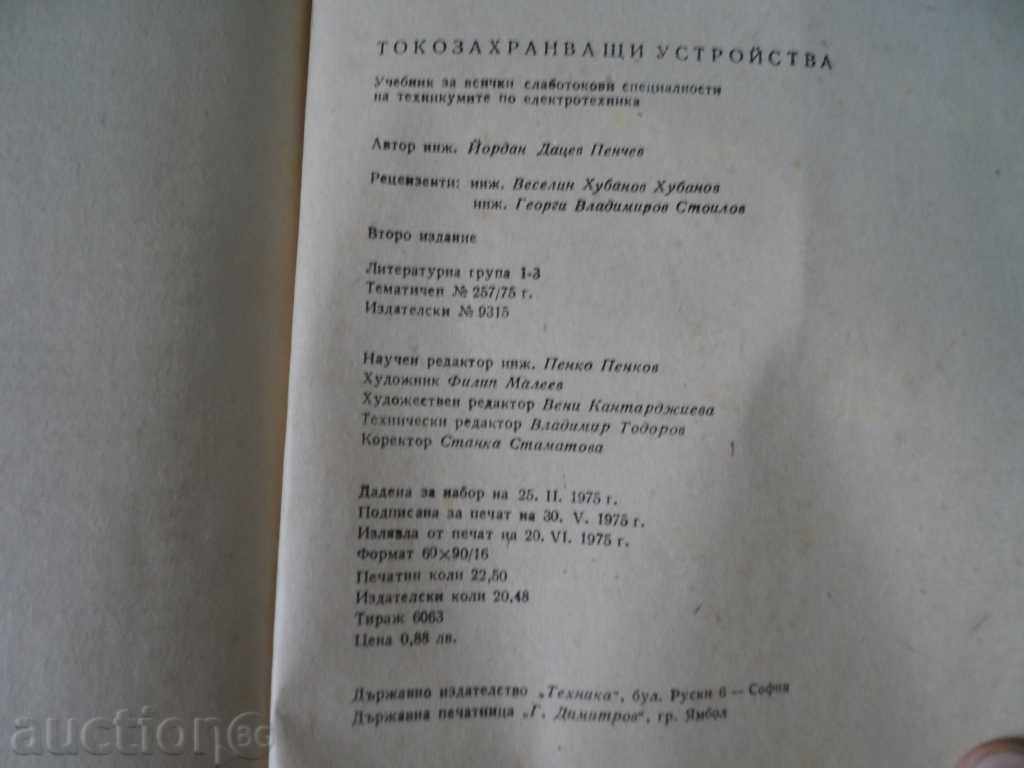 ТОКОЗАХРАНВАЩИ УСТРОЙСТВА
Учебник за всички слаботокови специалности
на техникумите по електротехника
Автор инж. Йордан Дацев Пенчев
Рецензенти: инж. Веселин Хубанов Хубанов
инж. Георги Владимиров Стоилов
Второ издание
Литературна група 1-3
Тематичен № 257/75 г.
Издателски № 9315
Научен редактор инж. Пенко Пенков
Художник Филип Малеев
Художествен редактор Вени Кантарджиева
Технически редактор Владимир Тодоров
Коректор Станка Стаматова
1
Дадена за набор на 25. II. 1975 г.
Подписана за печат на 30. V. 1975 г.
Излязла от печат на 20. VI. 1975 г.
Формат 60×90/16
Печатни коли 22,50
Издателски коли 20,48
Тираж 6063
Цена 0,88 лв.
Държавно издателство „Техника“, бул. Руски 6 — София
Държавна печатница „Г. Димитров“, гр. Ямбол
auction BG